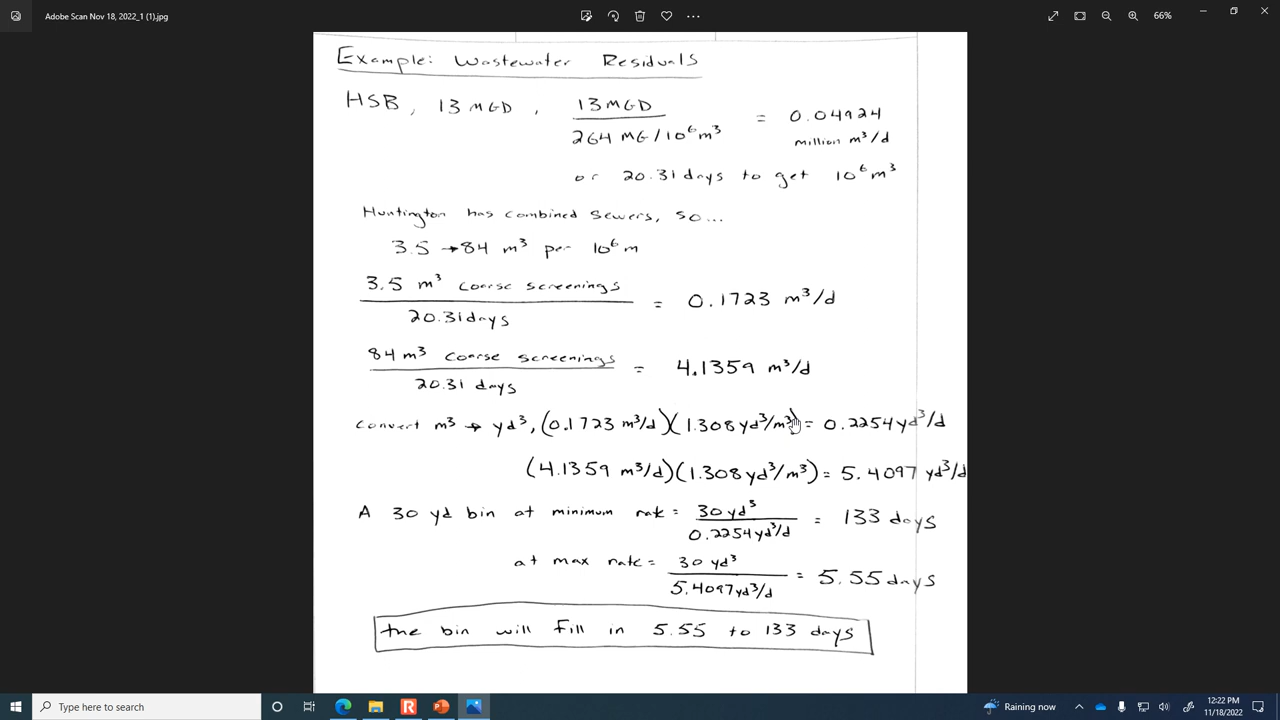 Adobe Scan Nov 18, 2022_1 (1).jpg
66%
Example: Wastewater Residuals
HSB, 13 MGD, 13 MGD / 264 MG/10⁶m³ = 0.04924 million m³/d
or 20.31 days to get 10⁶ m³
Huntington has combined sewers, so...
3.5 → 84 m³ per 10⁶ m
3.5 m³ coarse screenings / 20.31 days = 0.1723 m³/d
84 m³ coarse screenings / 20.31 days = 4.1359 m³/d
convert m³ → yd³, (0.1723 m³/d)(1.308 yd³/m³) = 0.2254 yd³/d
(4.1359 m³/d)(1.308 yd³/m³) = 5.4097 yd³/d
A 30 yd bin at minimum rate = 30 yd³ / 0.2254 yd³/d = 133 days
at max rate = 30 yd³ / 5.4097 yd³/d = 5.55 days
the bin will fill in 5.55 to 133 days
Type here to search
Raining now
12:22 PM
11/18/2022